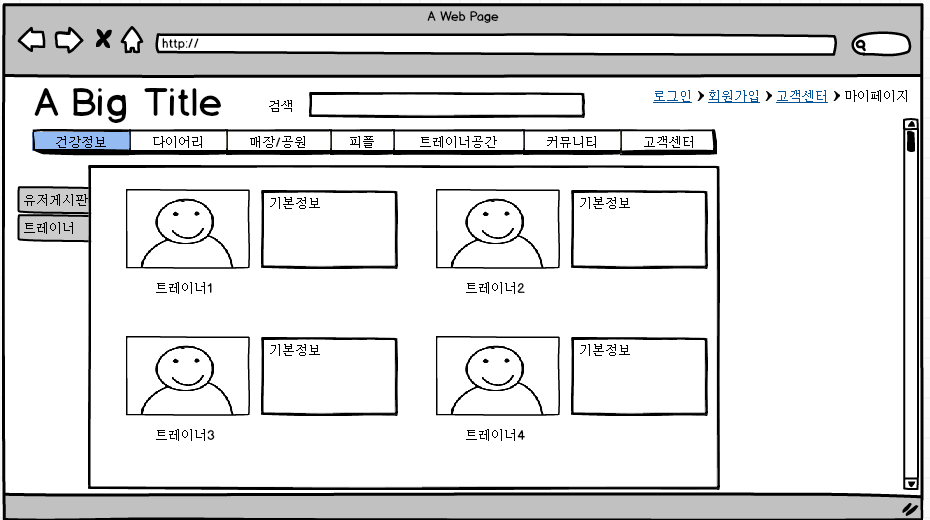 A Web Page
http://
A Big Title
검색
로그인 > 회원가입 > 고객센터 > 마이페이지
건강정보 다이어리 매장/공원 피플 트레이너공간 커뮤니티 고객센터
유저게시판
트레이너
기본정보 기본정보
트레이너1 트레이너2
기본정보 기본정보
트레이너3 트레이너4